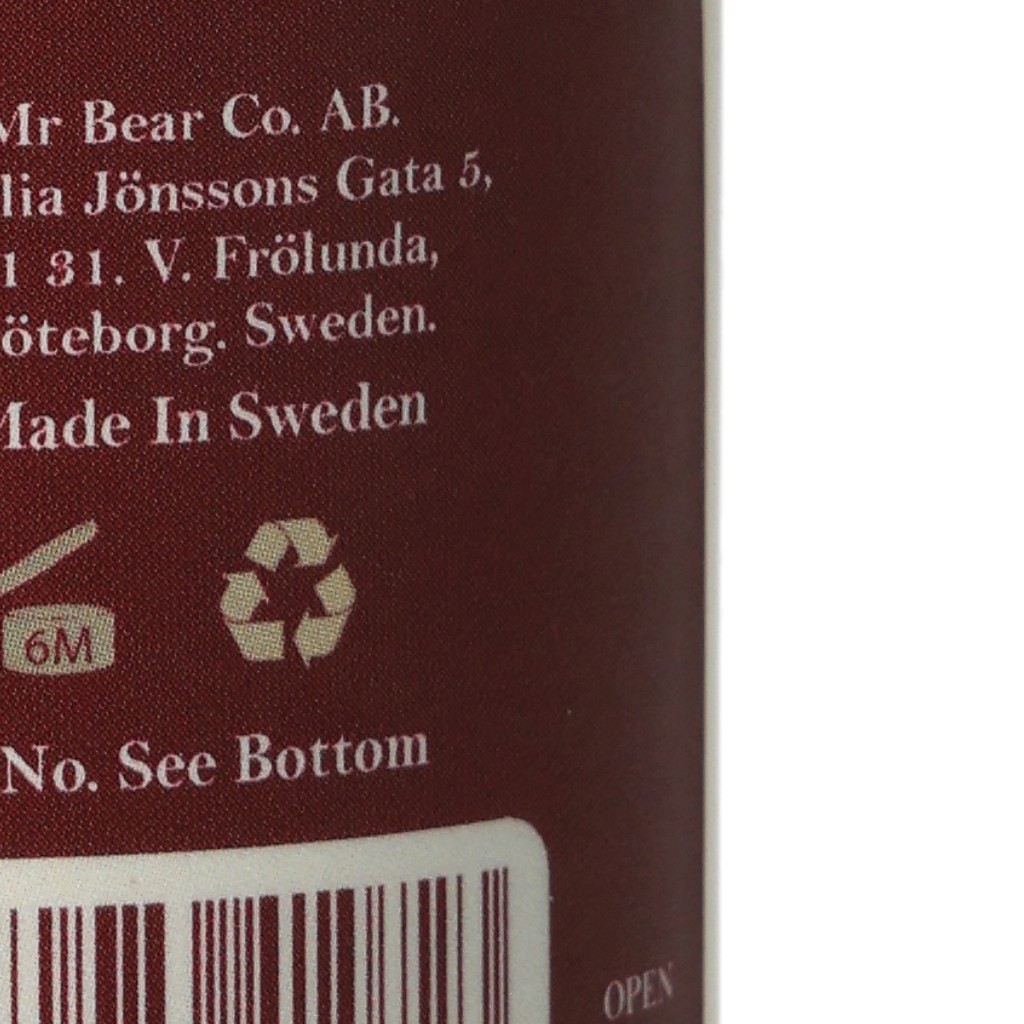 Mr Bear Co. AB.
lia Jönssons Gata 5,
1 31. V. Frölunda,
öteborg. Sweden.
Made In Sweden
6M
No. See Bottom
OPEN